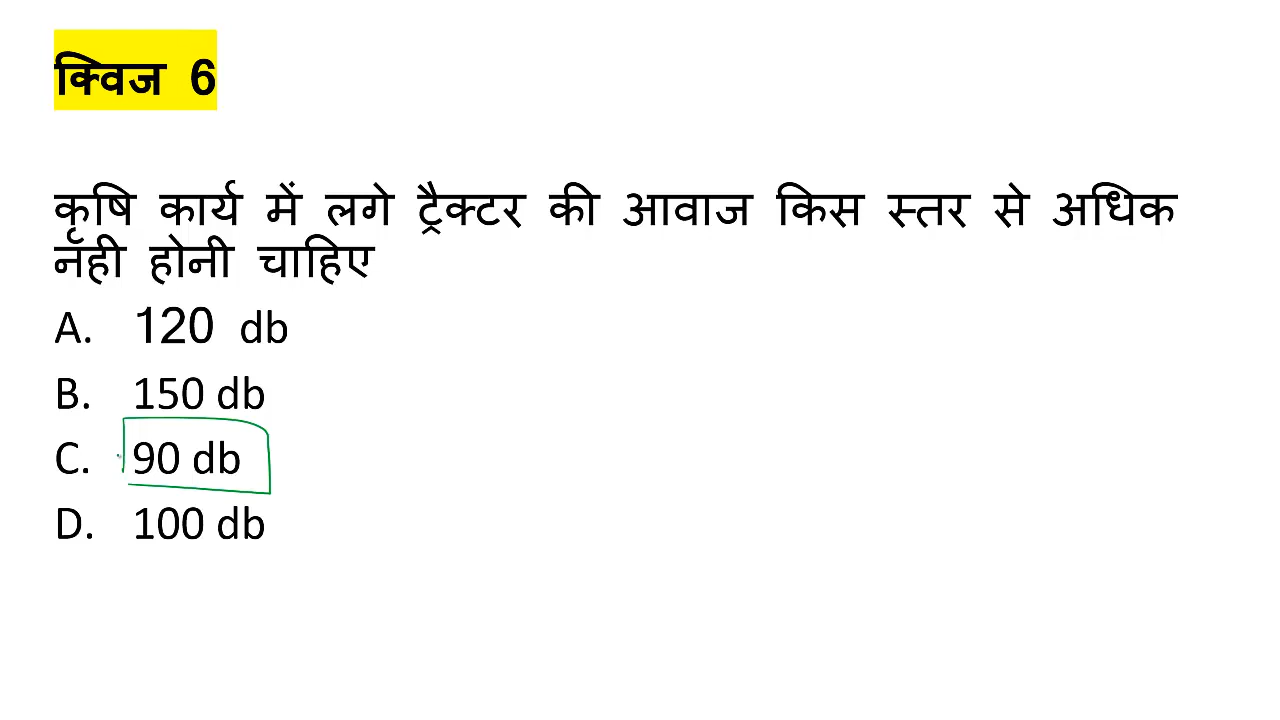 क्विज 6
कृषि कार्य में लगे ट्रैक्टर की आवाज किस स्तर से अधिक
नही होनी चाहिए
A. 120 db
B. 150 db
C. 90 db
D. 100 db